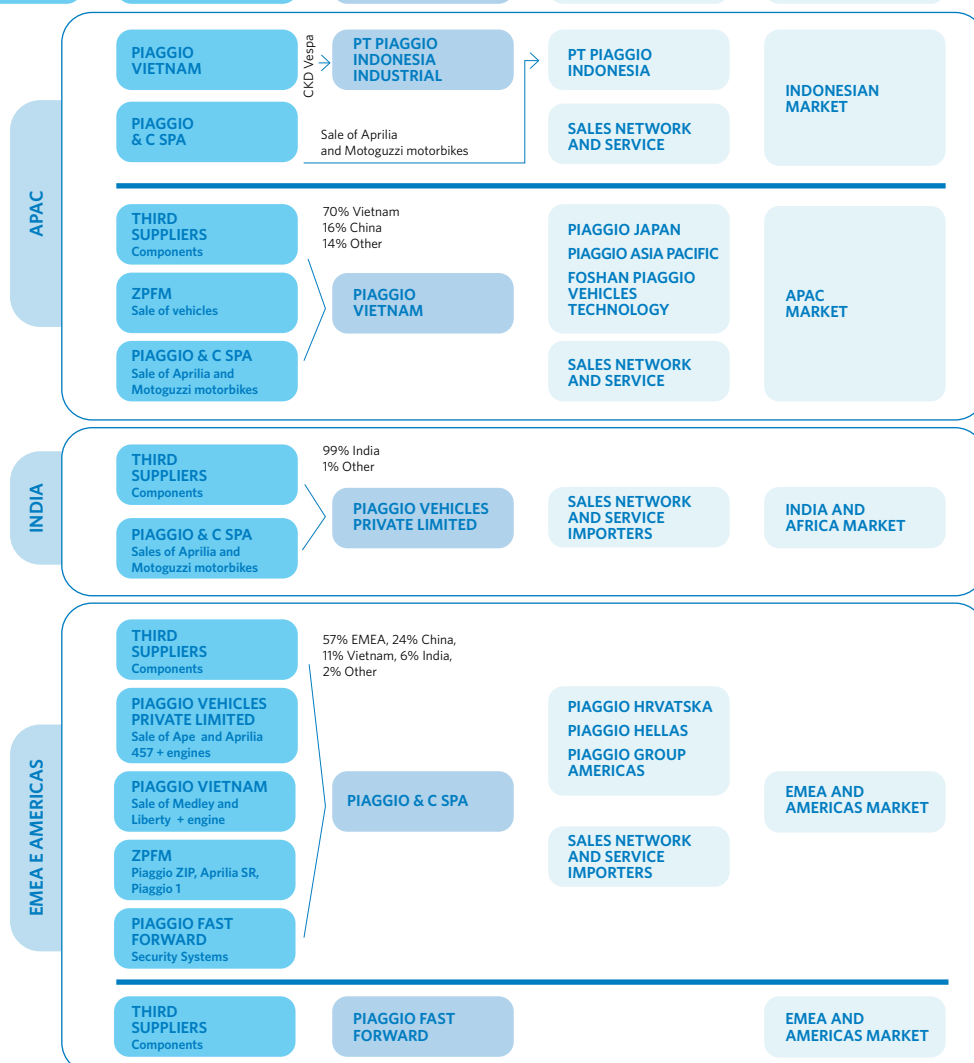 APAC
PIAGGIO
VIETNAM
CKD Vespa
PT PIAGGIO
INDONESIA
INDUSTRIAL
PT PIAGGIO
INDONESIA
INDONESIAN
MARKET
PIAGGIO
& C SPA
Sale of Aprilia
and Motoguzzi motorbikes
SALES NETWORK
AND SERVICE
THIRD
SUPPLIERS
Components
70% Vietnam
16% China
14% Other
ZPFM
Sale of vehicles
PIAGGIO & C SPA
Sale of Aprilia and
Motoguzzi motorbikes
PIAGGIO
VIETNAM
PIAGGIO JAPAN
PIAGGIO ASIA PACIFIC
FOSHAN PIAGGIO
VEHICLES
TECHNOLOGY
SALES NETWORK
AND SERVICE
APAC
MARKET
INDIA
THIRD
SUPPLIERS
Components
99% India
1% Other
PIAGGIO & C SPA
Sales of Aprilia and
Motoguzzi motorbikes
PIAGGIO VEHICLES
PRIVATE LIMITED
SALES NETWORK
AND SERVICE
IMPORTERS
INDIA AND
AFRICA MARKET
EMEA E AMERICAS
THIRD
SUPPLIERS
Components
57% EMEA, 24% China,
11% Vietnam, 6% India,
2% Other
PIAGGIO VEHICLES
PRIVATE LIMITED
Sale of Ape and Aprilia
457 + engines
PIAGGIO VIETNAM
Sale of Medley and
Liberty + engine
ZPFM
Piaggio ZIP, Aprilia SR,
Piaggio 1
PIAGGIO FAST
FORWARD
Security Systems
PIAGGIO & C SPA
PIAGGIO HRVATSKA
PIAGGIO HELLAS
PIAGGIO GROUP
AMERICAS
SALES NETWORK
AND SERVICE
IMPORTERS
EMEA AND
AMERICAS MARKET
THIRD
SUPPLIERS
Components
PIAGGIO FAST
FORWARD
EMEA AND
AMERICAS MARKET